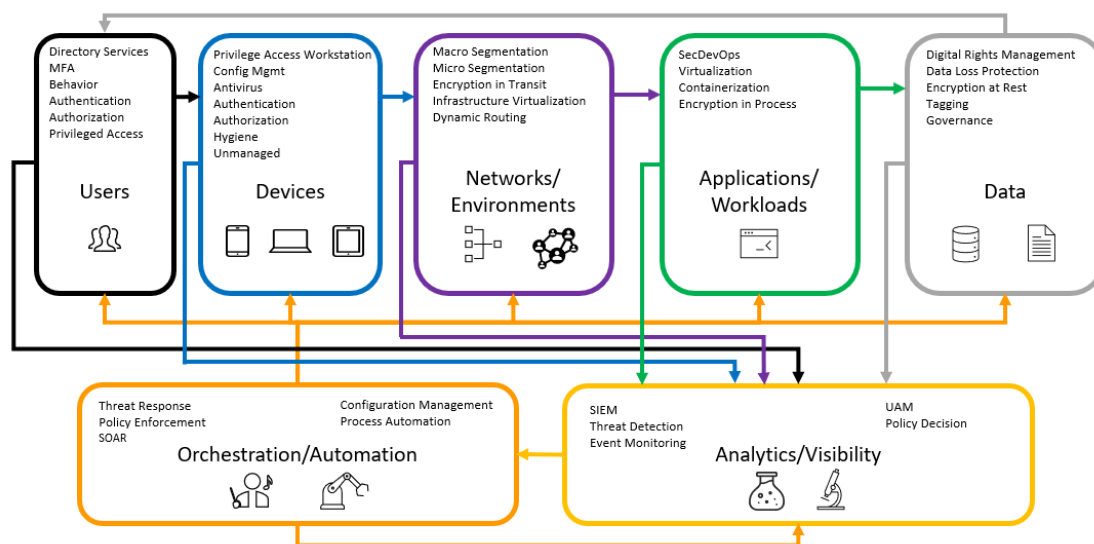 Directory Services
MFA
Behavior
Authentication
Authorization
Privileged Access
Users
Privilege Access Workstation
Config Mgmt
Antivirus
Authentication
Authorization
Hygiene
Unmanaged
Devices
Macro Segmentation
Micro Segmentation
Encryption in Transit
Infrastructure Virtualization
Dynamic Routing
Networks/
Environments
SecDevOps
Virtualization
Containerization
Encryption in Process
Applications/
Workloads
Digital Rights Management
Data Loss Protection
Encryption at Rest
Tagging
Governance
Data
Threat Response
Policy Enforcement
SOAR
Configuration Management
Process Automation
Orchestration/Automation
SIEM
Threat Detection
Event Monitoring
UAM
Policy Decision
Analytics/Visibility